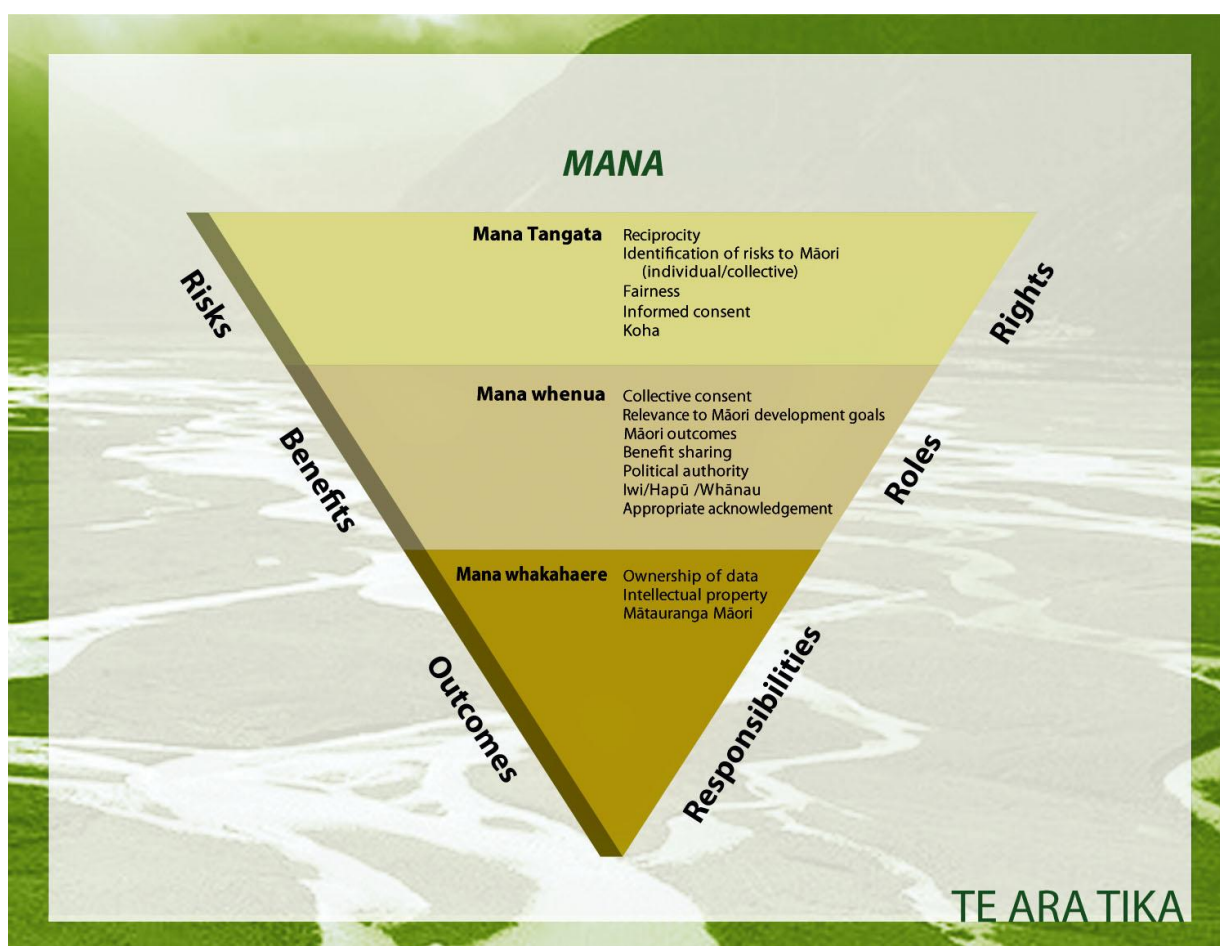 MANA
Mana Tangata
Reciprocity
Identification of risks to Māori
(individual/collective)
Fairness
Informed consent
Koha
Risks
Rights
Mana whenua
Collective consent
Relevance to Māori development goals
Māori outcomes
Benefit sharing
Political authority
Iwi/Hapū /Whānau
Appropriate acknowledgement
Benefits
Roles
Mana whakahaere
Ownership of data
Intellectual property
Mātauranga Māori
Outcomes
Responsibilities
TE ARA TIKA